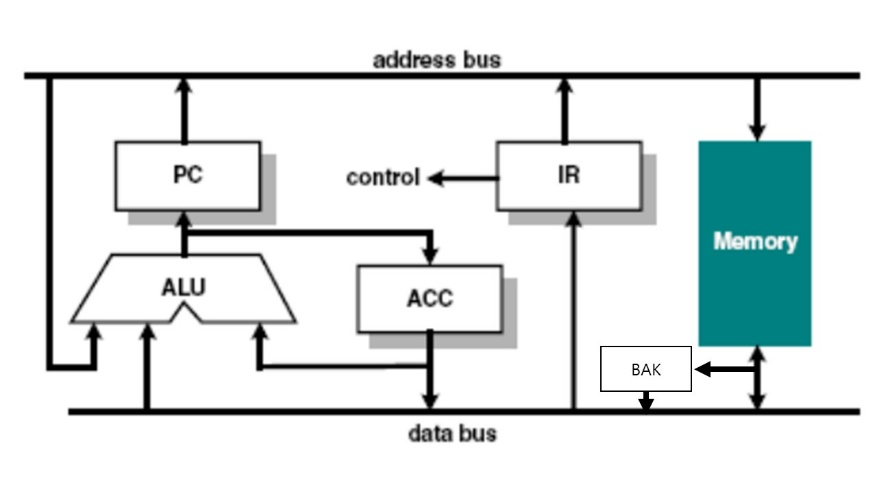 address bus
PC
control
IR
Memory
ALU
ACC
BAK
data bus